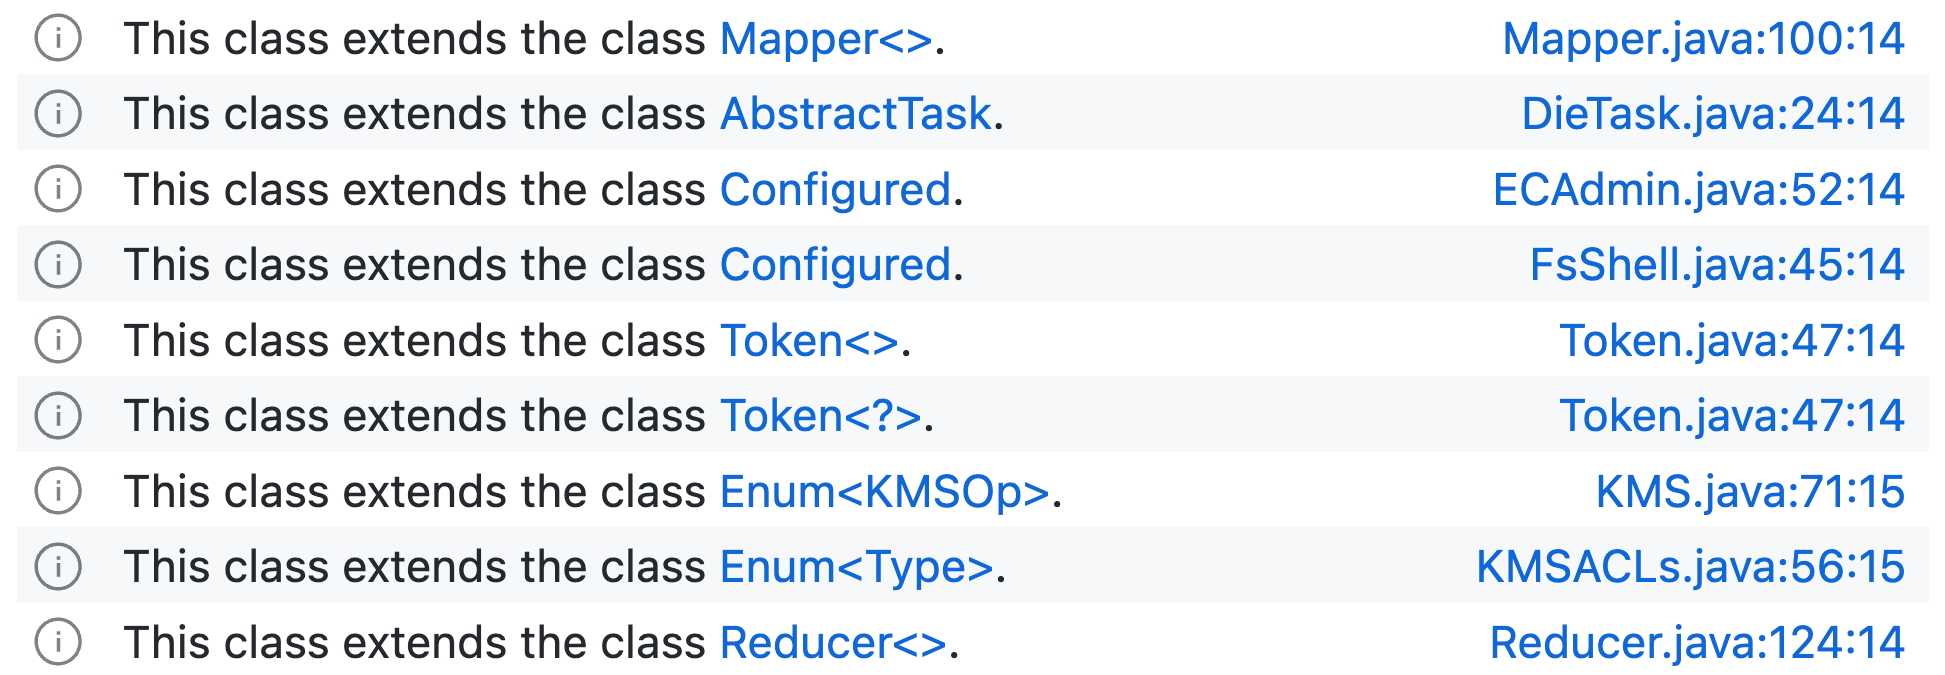 This class extends the class Mapper<>. Mapper.java:100:14
This class extends the class AbstractTask. DieTask.java:24:14
This class extends the class Configured. ECAdmin.java:52:14
This class extends the class Configured. FsShell.java:45:14
This class extends the class Token<>. Token.java:47:14
This class extends the class Token<?>. Token.java:47:14
This class extends the class Enum<KMSOp>. KMS.java:71:15
This class extends the class Enum<Type>. KMSACLs.java:56:15
This class extends the class Reducer<>. Reducer.java:124:14